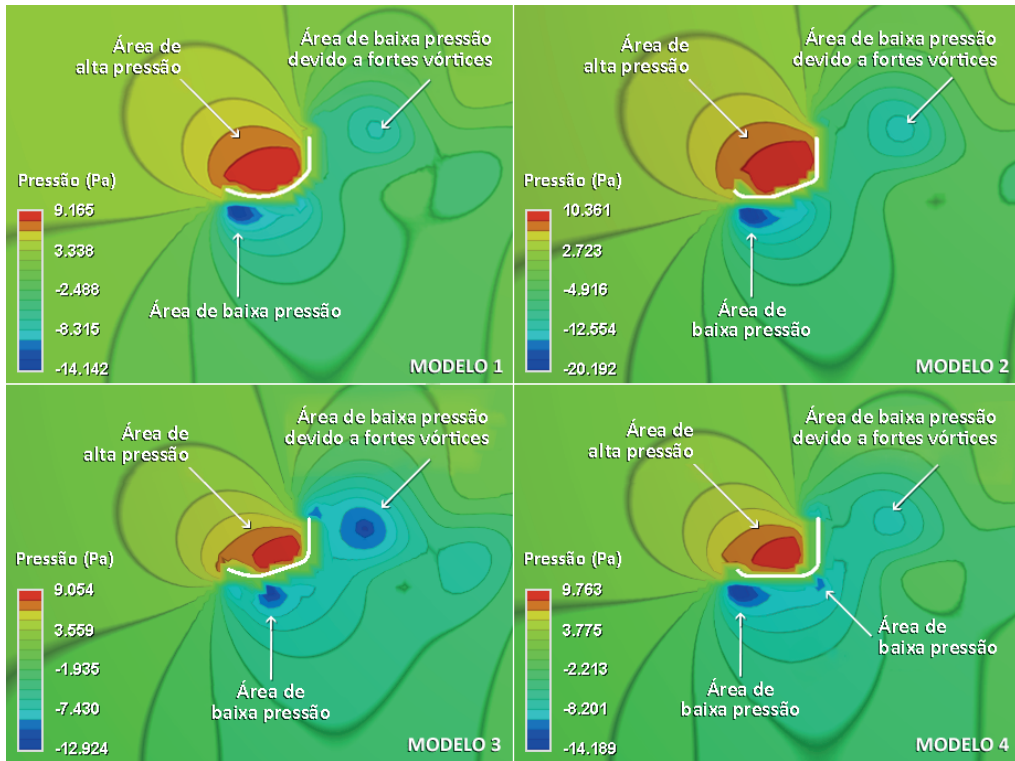 Área de
alta pressão
Área de baixa pressão
devido a fortes vórtices
Pressão (Pa)
9.165
3.338
-2.488
-8.315
-14.142
Área de baixa pressão
MODELO 1
Área de
alta pressão
Área de baixa pressão
devido a fortes vórtices
Pressão (Pa)
10.361
2.723
-4.916
-12.554
-20.192
Área de
baixa pressão
MODELO 2
Área de
alta pressão
Área de baixa pressão
devido a fortes vórtices
Pressão (Pa)
9.054
3.559
-1.935
-7.430
-12.924
Área de
baixa pressão
MODELO 3
Área de
alta pressão
Área de baixa pressão
devido a fortes vórtices
Pressão (Pa)
9.763
3.775
-2.213
-8.201
-14.189
Área de
baixa pressão
Área de
baixa pressão
MODELO 4